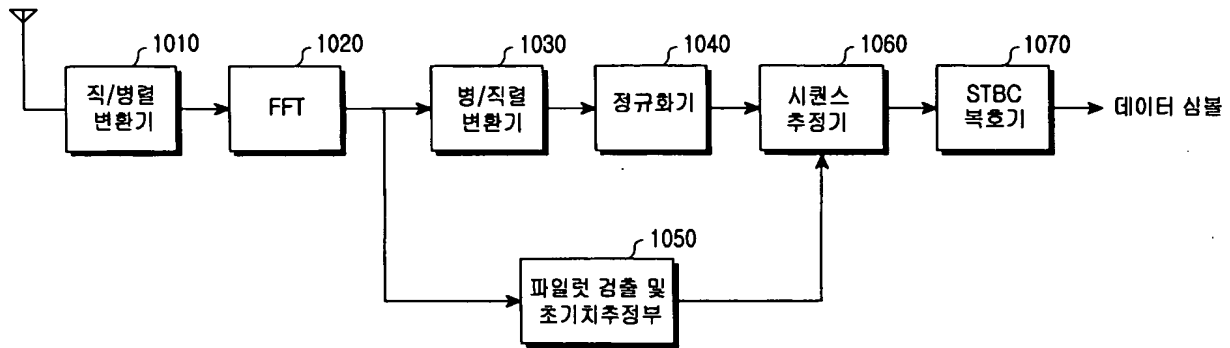 1010
직/병렬
변환기
1020
FFT
1030
병/직렬
변환기
1040
정규화기
1060
시퀀스
추정기
1070
STBC
복호기
데이터 심볼
1050
파일럿 검출 및
초기치추정부